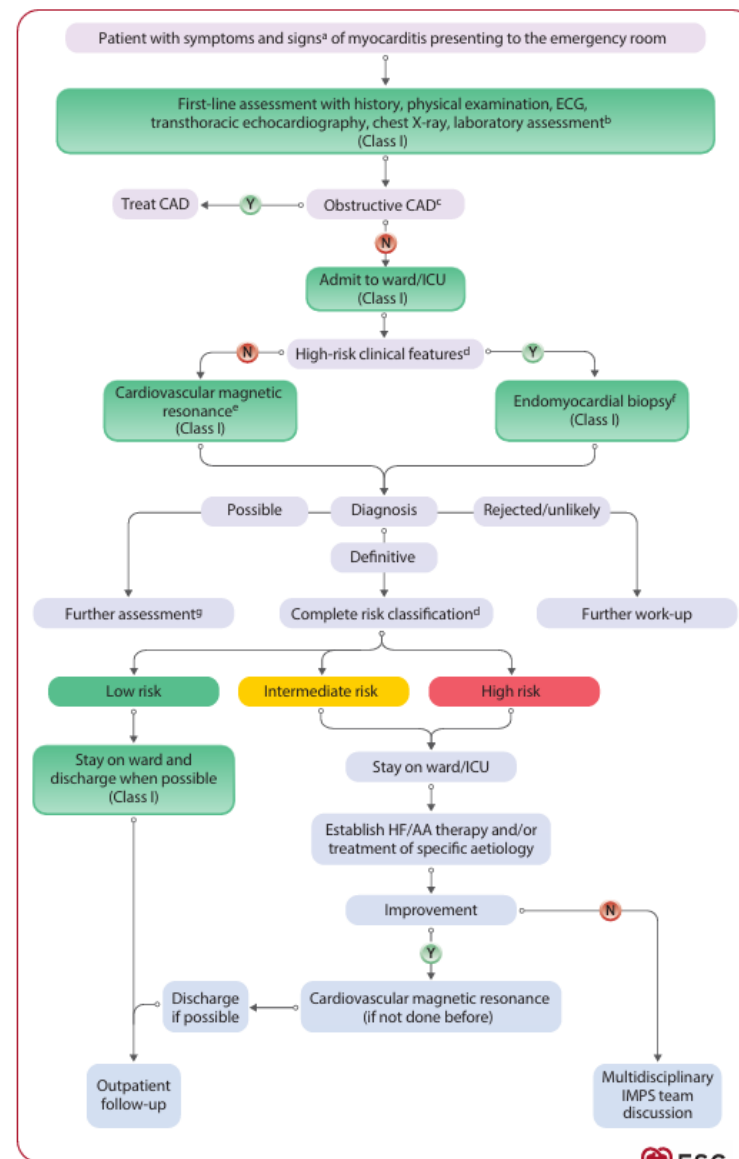 Patient with symptoms and signsᵃ of myocarditis presenting to the emergency room
First-line assessment with history, physical examination, ECG,
transthoracic echocardiography, chest X-ray, laboratory assessmentᵇ
(Class I)
Treat CAD
Y
Obstructive CADᶜ
N
Admit to ward/ICU
(Class I)
N
High-risk clinical featuresᵈ
Y
Cardiovascular magnetic
resonanceᵉ
(Class I)
Endomyocardial biopsyᶠ
(Class I)
Possible
Diagnosis
Rejected/unlikely
Definitive
Further assessmentᵍ
Complete risk classificationᵈ
Further work-up
Low risk
Intermediate risk
High risk
Stay on ward and
discharge when possible
(Class I)
Stay on ward/ICU
Establish HF/AA therapy and/or
treatment of specific aetiology
Improvement
N
Y
Discharge
if possible
Cardiovascular magnetic resonance
(if not done before)
Outpatient
follow-up
Multidisciplinary
IMPS team
discussion
ESC